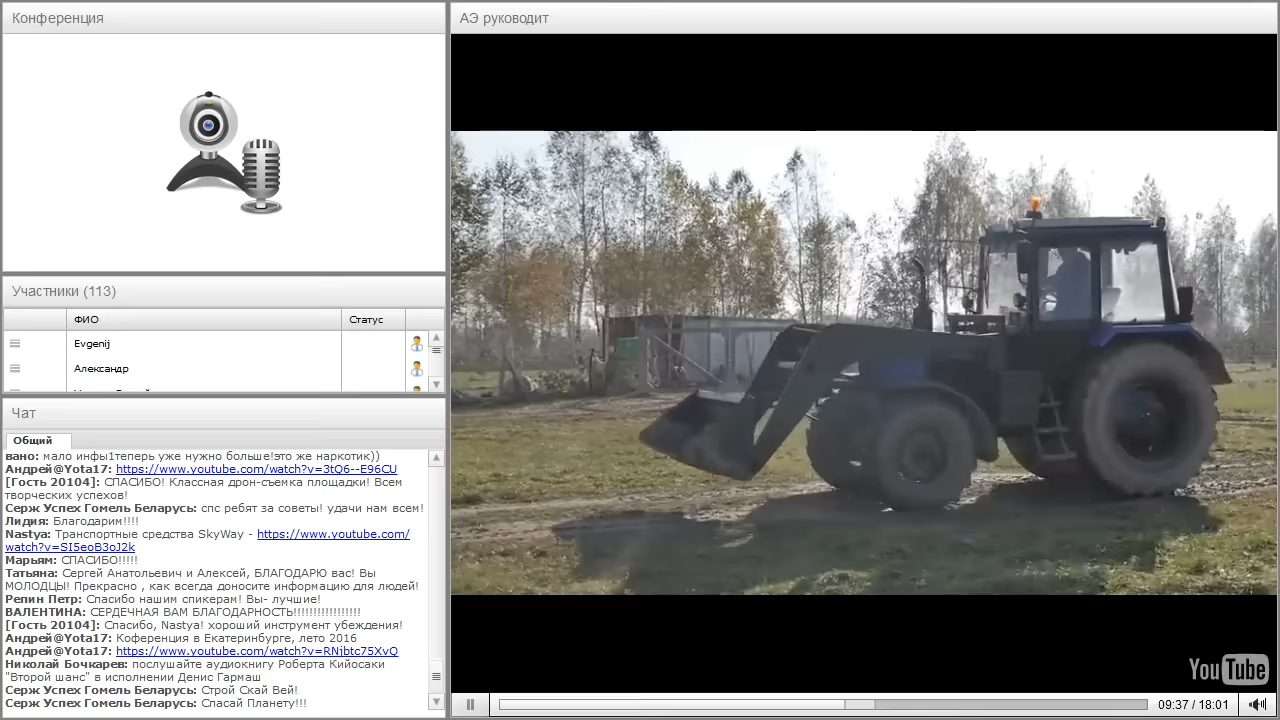 Конференция
АЭ руководит
Участники (113)
ФИО
Статус
Evgenij
Александр
Чат
Общий
вано: мало инфы1теперь уже нужно больше!это же наркотик))
Андрей@Yota17: https://www.youtube.com/watch?v=3tQ6--E96CU
[Гость 20104]: СПАСИБО! Классная дрон-съемка площадки! Всем
творческих успехов!
Серж Успех Гомель Беларусь: спс ребят за советы! удачи нам всем!
Лидия: Благодарим!!!!
Nastya: Транспортные средства SkyWay - https://www.youtube.com/
watch?v=SI5eoB3oJ2k
Марьям: СПАСИБО!!!!!
Татьяна: Сергей Анатольевич и Алексей, БЛАГОДАРЮ вас! Вы
МОЛОДЦЫ! Прекрасно , как всегда доносите информацию для людей!
Репин Петр: Спасибо нашим спикерам! Вы- лучшие!
ВАЛЕНТИНА: СЕРДЕЧНАЯ ВАМ БЛАГОДАРНОСТЬ!!!!!!!!!!!!!!!!!
[Гость 20104]: Спасибо, Nastya! хороший инструмент убеждения!
Андрей@Yota17: Коференция в Екатеринбурге, лето 2016
Андрей@Yota17: https://www.youtube.com/watch?v=RNjbtc75XvQ
Николай Бочкарев: послушайте аудиокнигу Роберта Кийосаки
"Второй шанс" в исполнении Денис Гармаш
Серж Успех Гомель Беларусь: Строй Скай Вей!
Серж Успех Гомель Беларусь: Спасай Планету!!!
YouTube
09:37 / 18:01